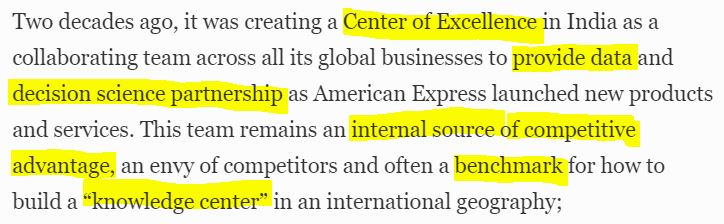 Two decades ago, it was creating a Center of Excellence in India as a
collaborating team across all its global businesses to provide data and
decision science partnership as American Express launched new products
and services. This team remains an internal source of competitive
advantage, an envy of competitors and often a benchmark for how to
build a “knowledge center” in an international geography;